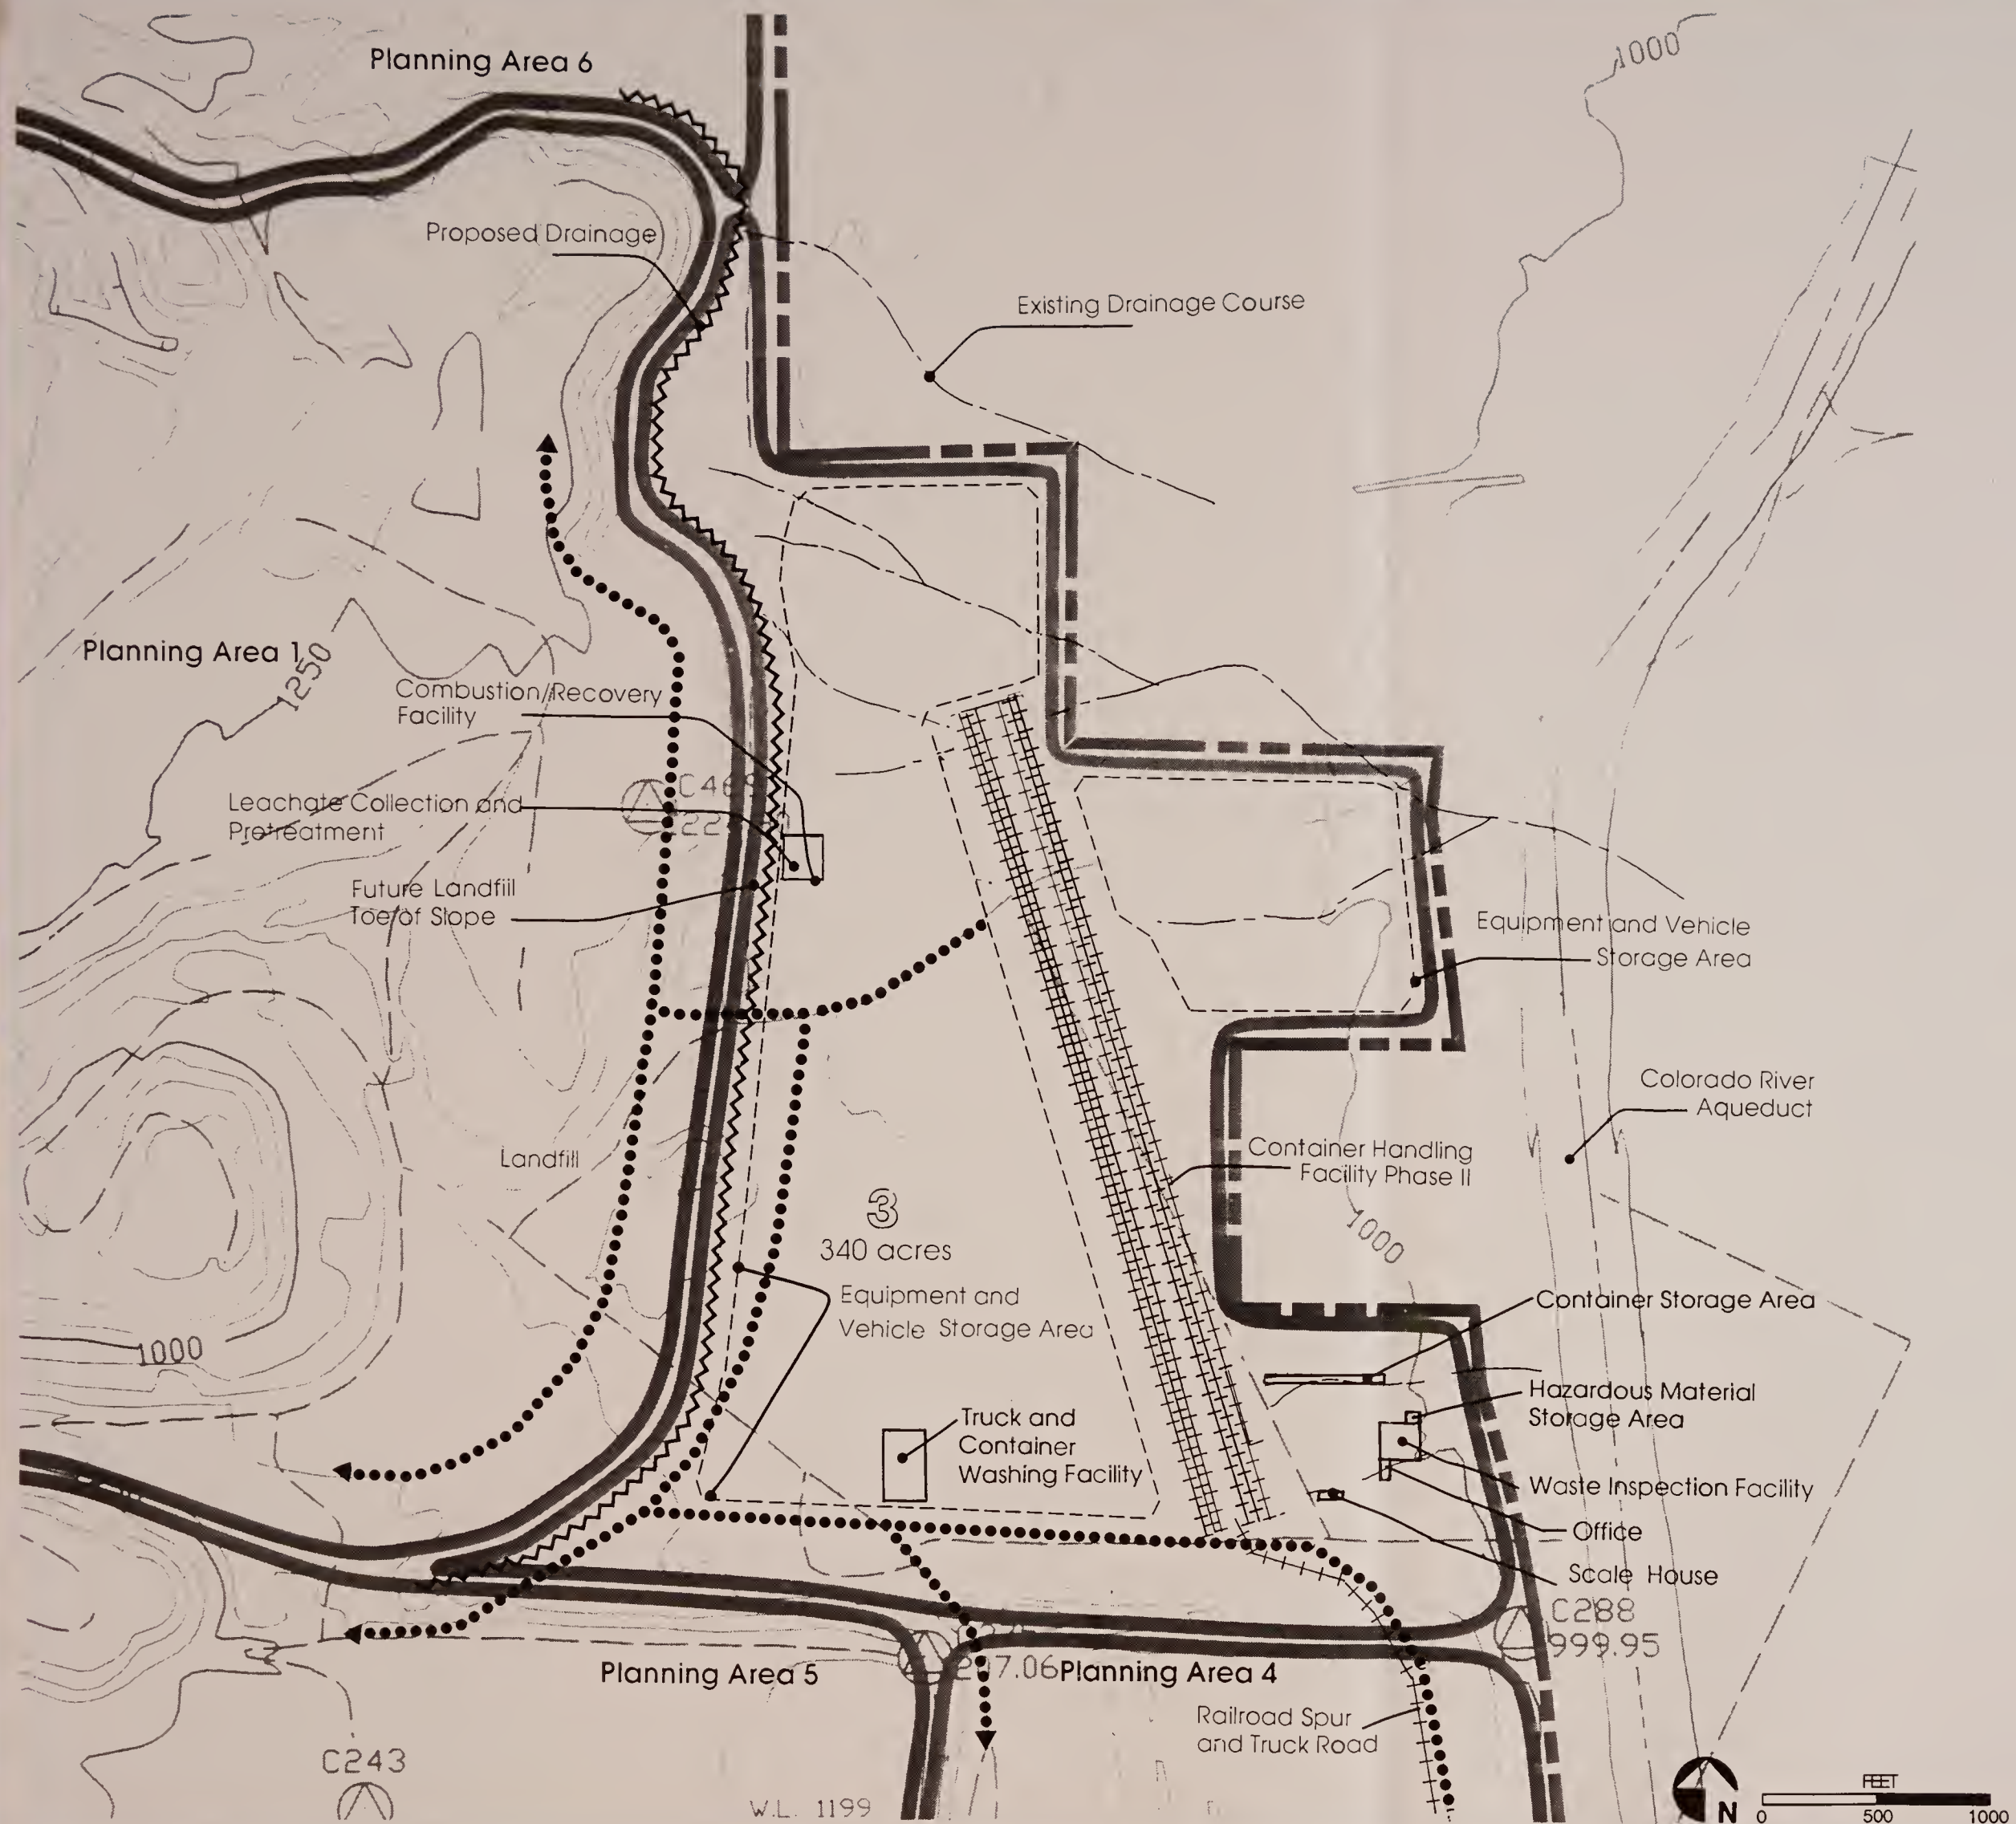 Planning Area 6
1000
Proposed Drainage
Existing Drainage Course
Planning Area 1
1250
Combustion/Recovery
Facility
Leachate Collection and
Pretreatment
Future Landfill
Toe of Slope
Equipment and Vehicle
Storage Area
Colorado River
Aqueduct
Landfill
Container Handling
Facility Phase II
3
340 acres
1000
Equipment and
Vehicle Storage Area
Container Storage Area
1000
Hazardous Material
Storage Area
Truck and
Container
Washing Facility
Waste Inspection Facility
Office
Scale House
C288
999.95
Planning Area 5
Planning Area 4
Railroad Spur
and Truck Road
C243
W.L. 1199
FEET
N
0 500 1000